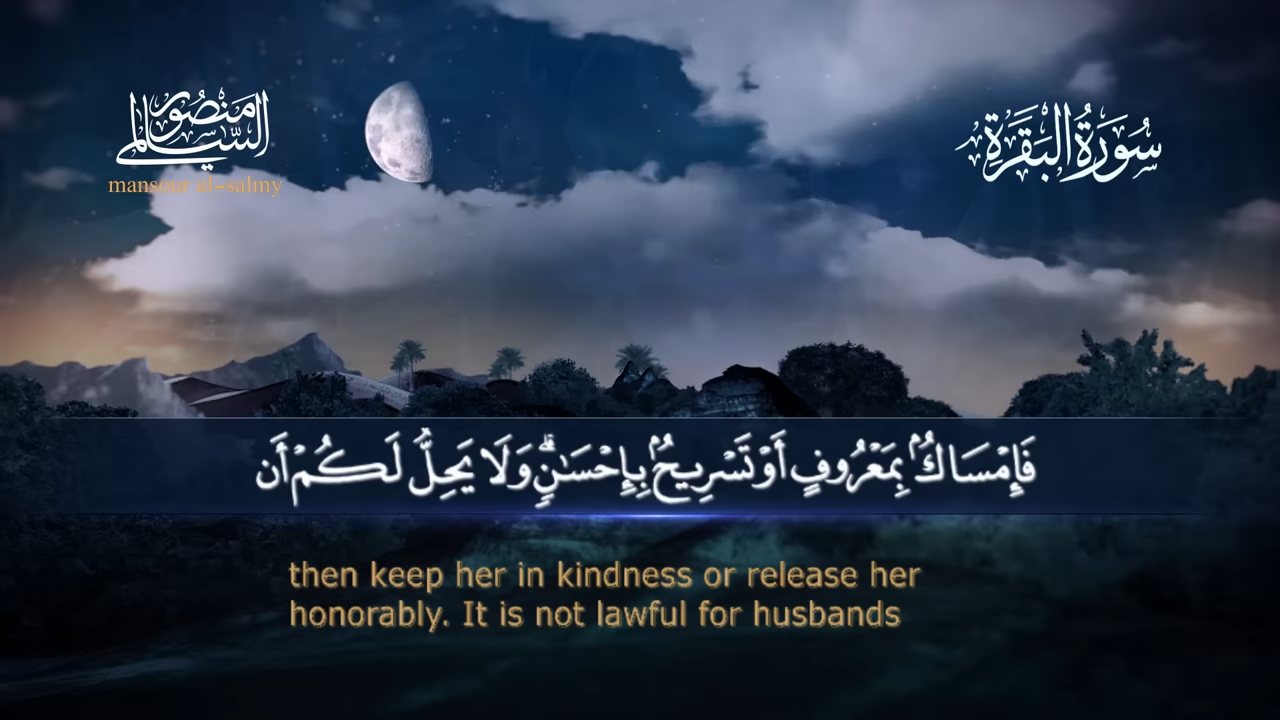 منصور السالمي
mansour al-salmy
سُورَةُ البَقَرَةِ
فَإِمْسَاكٌۢ بِمَعْرُوفٍ أَوْ تَسْرِيحٌۢ بِإِحْسَـٰنٍۗ وَلَا يَحِلُّ لَكُمْ أَن
then keep her in kindness or release her
honorably. It is not lawful for husbands